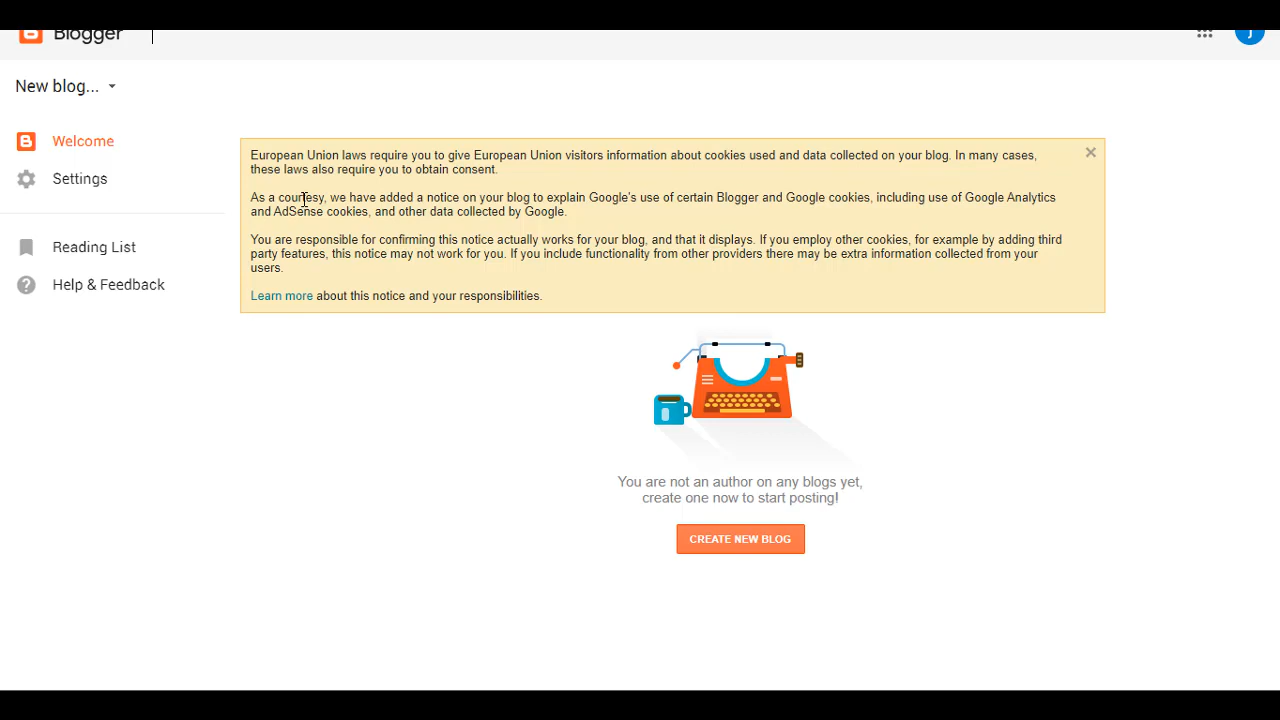 Blogger
New blog...
Welcome
Settings
Reading List
Help & Feedback
European Union laws require you to give European Union visitors information about cookies used and data collected on your blog. In many cases,
these laws also require you to obtain consent.
As a courtesy, we have added a notice on your blog to explain Google's use of certain Blogger and Google cookies, including use of Google Analytics
and AdSense cookies, and other data collected by Google.
You are responsible for confirming this notice actually works for your blog, and that it displays. If you employ other cookies, for example by adding third
party features, this notice may not work for you. If you include functionality from other providers there may be extra information collected from your
users.
Learn more about this notice and your responsibilities.
You are not an author on any blogs yet,
create one now to start posting!
CREATE NEW BLOG